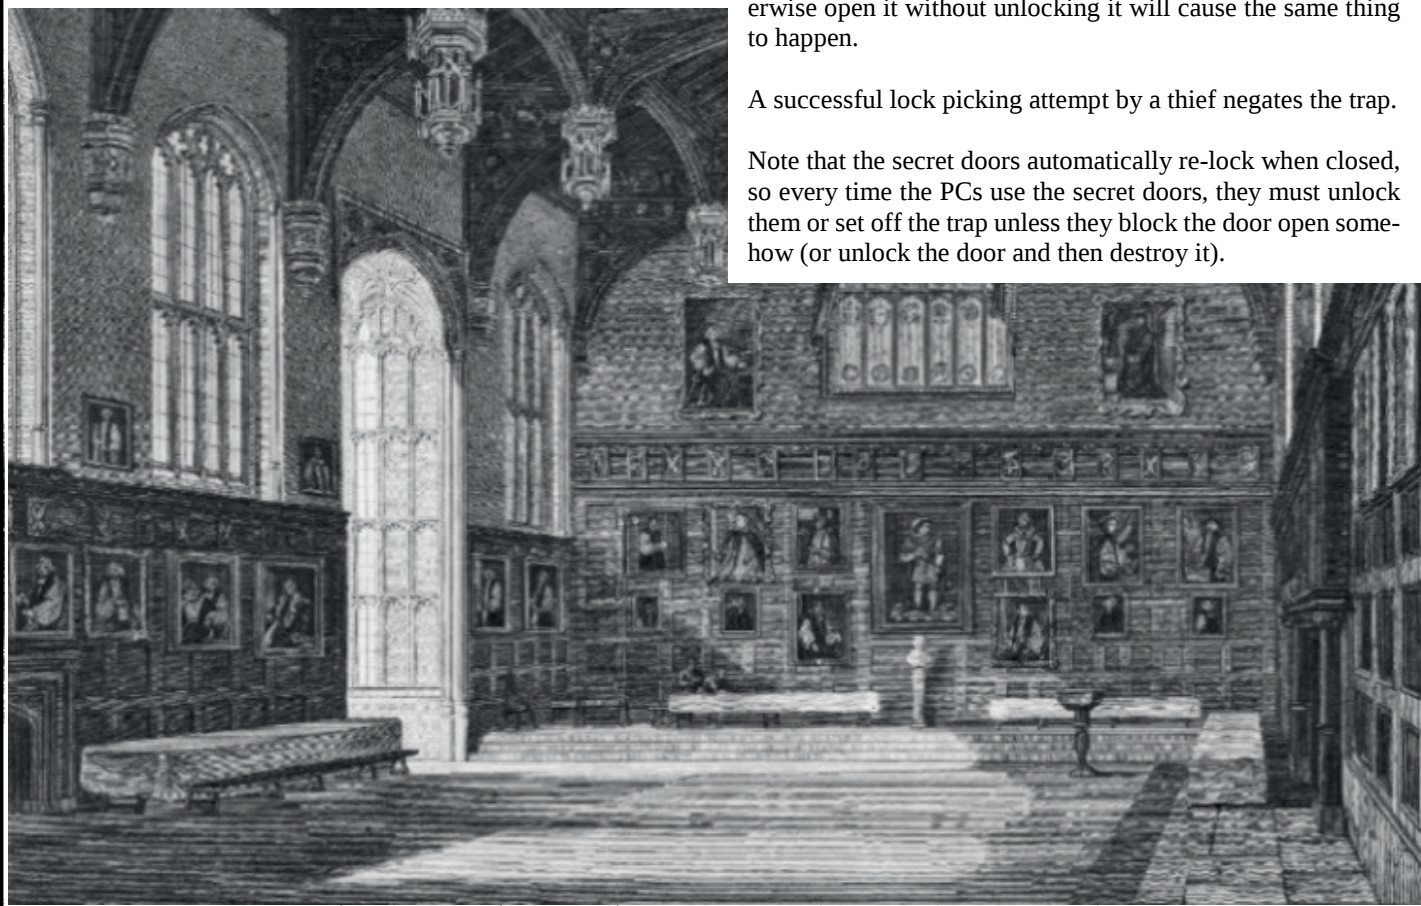 erwise open it without unlocking it will cause the same thing
to happen.
A successful lock picking attempt by a thief negates the trap.
Note that the secret doors automatically re-lock when closed,
so every time the PCs use the secret doors, they must unlock
them or set off the trap unless they block the door open some-
how (or unlock the door and then destroy it).